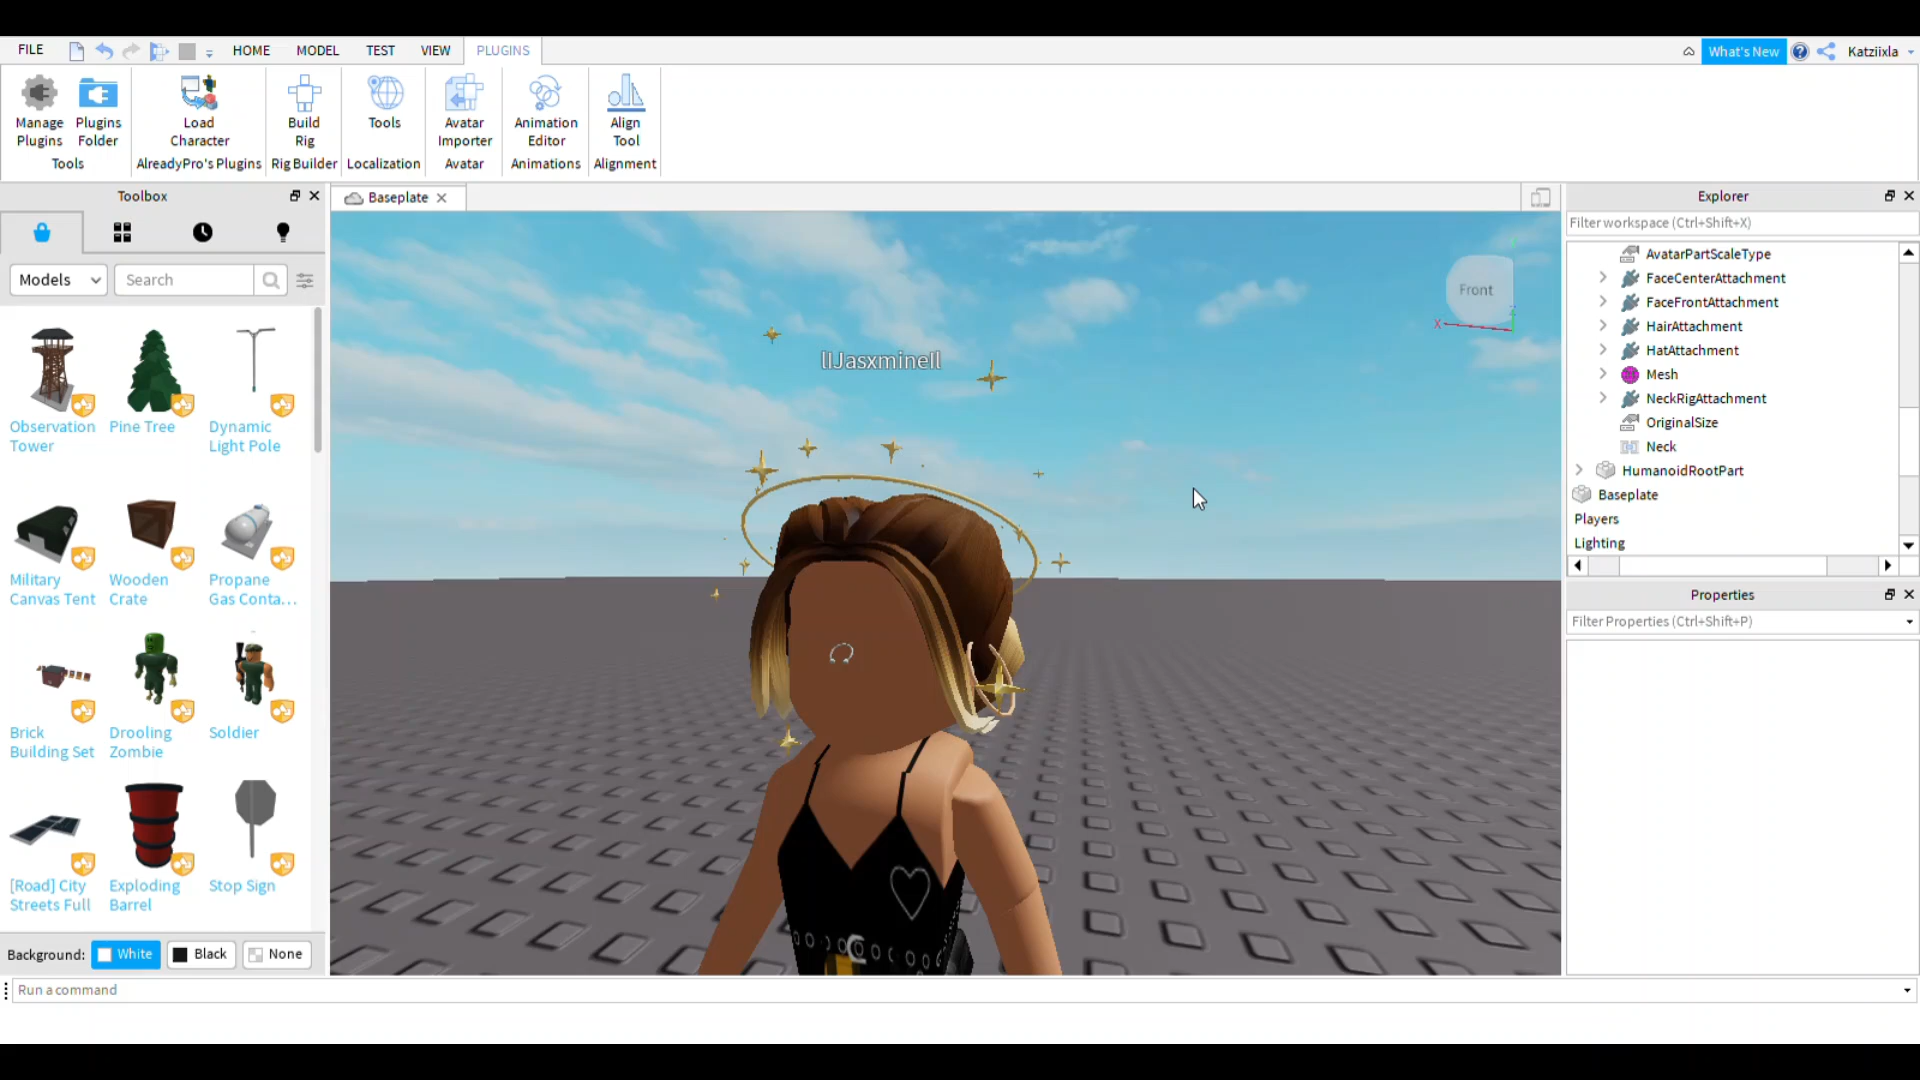 FILE
HOME
MODEL
TEST
VIEW
PLUGINS
What's New
Katziixla
Manage
Plugins
Plugins
Folder
Tools
Load
Character
AlreadyPro's Plugins
Build
Rig
Rig Builder
Tools
Localization
Avatar
Importer
Avatar
Animation
Editor
Animations
Align
Tool
Alignment
Toolbox
Models
Search
Observation
Tower
Pine Tree
Dynamic
Light Pole
Military
Canvas Tent
Wooden
Crate
Propane
Gas Conta...
Brick
Building Set
Drooling
Zombie
Soldier
[Road] City
Streets Full
Exploding
Barrel
Stop Sign
Background:
White
Black
None
Baseplate
llJasxminell
Front
X
Explorer
Filter workspace (Ctrl+Shift+X)
AvatarPartScaleType
FaceCenterAttachment
FaceFrontAttachment
HairAttachment
HatAttachment
Mesh
NeckRigAttachment
OriginalSize
Neck
HumanoidRootPart
Baseplate
Players
Lighting
Properties
Filter Properties (Ctrl+Shift+P)
Run a command